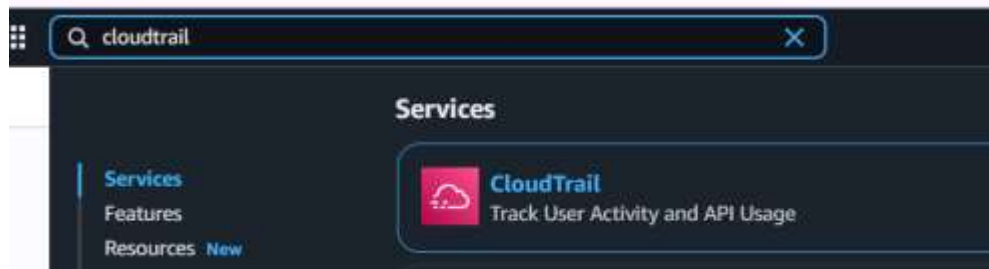 cloudtrail
Services
Services
Features
Resources New
CloudTrail
Track User Activity and API Usage